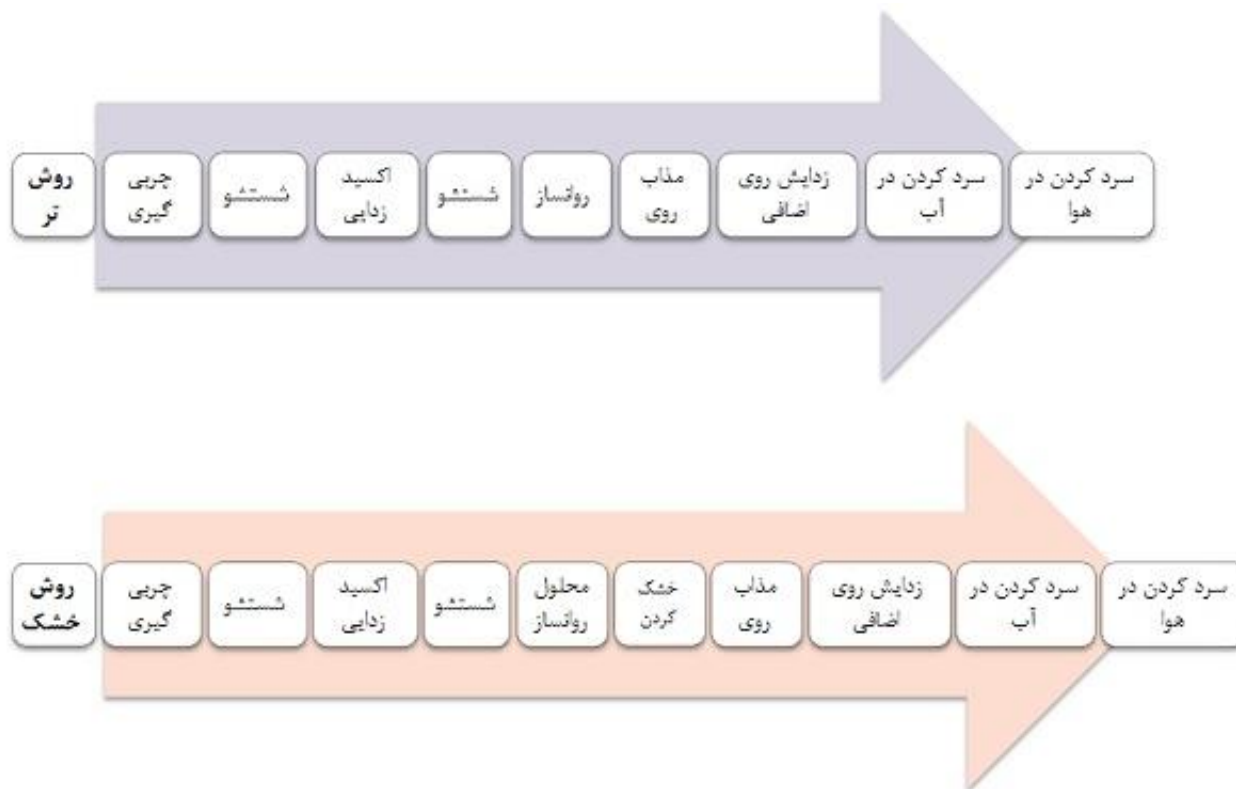 روش
تر
چربی
گیری
شستشو
اکسید
زدایی
شستشو
روانساز
مذاب
روی
زدایش روی
اضافی
سرد کردن در
آب
سرد کردن در
هوا
روش
خشک
چربی
گیری
شستشو
اکسید
زدایی
شستشو
محلول
روانساز
خشک
کردن
مذاب
روی
زدایش روی
اضافی
سرد کردن در
آب
سرد کردن در
هوا